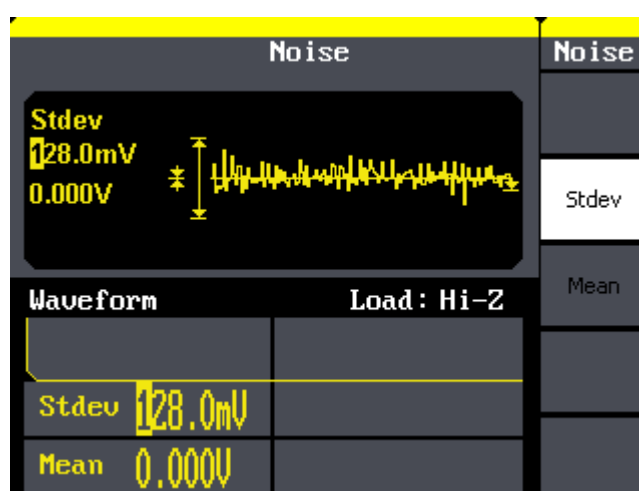 Noise
Noise
Stdev
128.0mV
0.000V
Stdev
Mean
Waveform Load: Hi-Z
Stdev 128.0mV
Mean 0.000V